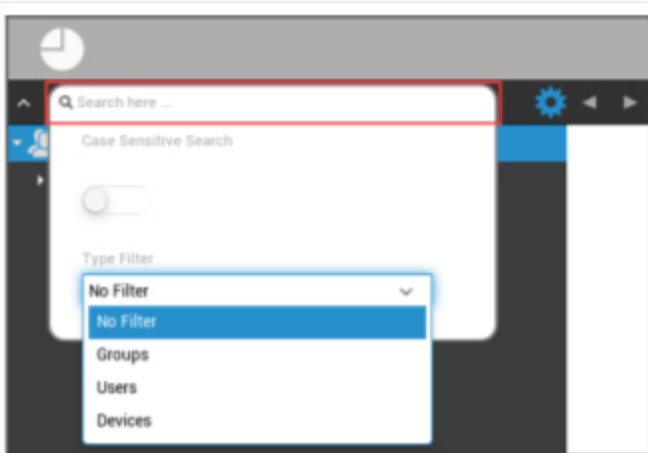 Search here ...
Case Sensitive Search
Type Filter
No Filter
No Filter
Groups
Users
Devices